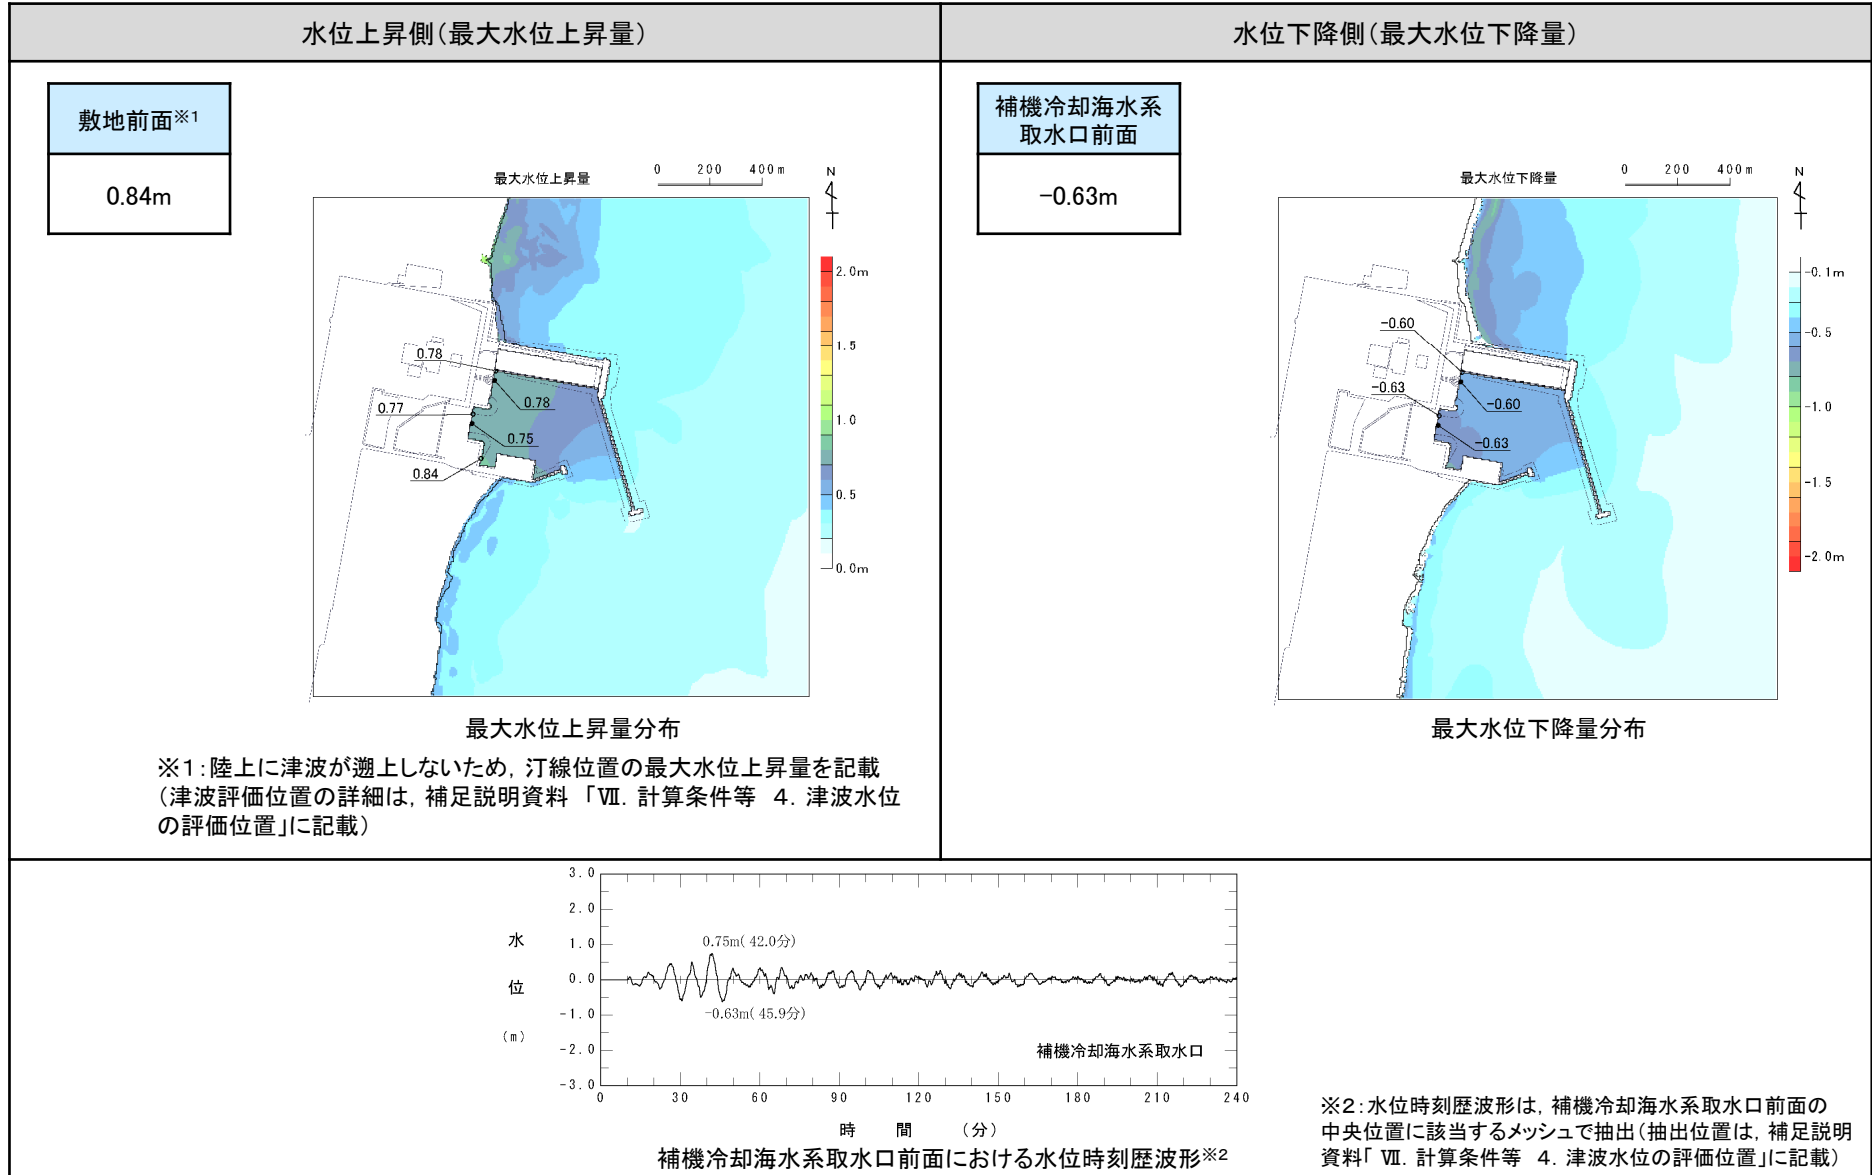 水位上昇側(最大水位上昇量)
水位下降側(最大水位下降量)
敷地前面※1
0.84m
最大水位上昇量
0 200 400m
N
2.0m
1.5
1.0
0.5
0.0m
0.78
0.78
0.77
0.75
0.84
最大水位上昇量分布
※1:陸上に津波が遡上しないため,汀線位置の最大水位上昇量を記載
(津波評価位置の詳細は,補足説明資料 「Ⅶ.計算条件等 4.津波水位
の評価位置」に記載)
補機冷却海水系
取水口前面
-0.63m
最大水位下降量
0 200 400m
N
-0.1m
-0.5
-1.0
-1.5
-2.0m
-0.60
-0.60
-0.63
-0.63
最大水位下降量分布
3.0
2.0
1.0
0.0
-1.0
-2.0
-3.0
水
位
(m)
0.75m( 42.0分)
-0.63m( 45.9分)
補機冷却海水系取水口
0 30 60 90 120 150 180 210 240
時 間 (分)
補機冷却海水系取水口前面における水位時刻歴波形※2
※2:水位時刻歴波形は,補機冷却海水系取水口前面の
中央位置に該当するメッシュで抽出(抽出位置は,補足説明
資料「 Ⅶ.計算条件等 4.津波水位の評価位置」に記載)